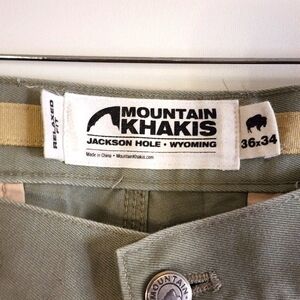 RELAXED
FIT
MOUNTAIN
KHAKIS
JACKSON HOLE • WYOMING
Made in China • MountainKhakis.com
36x34
MOUNTAIN